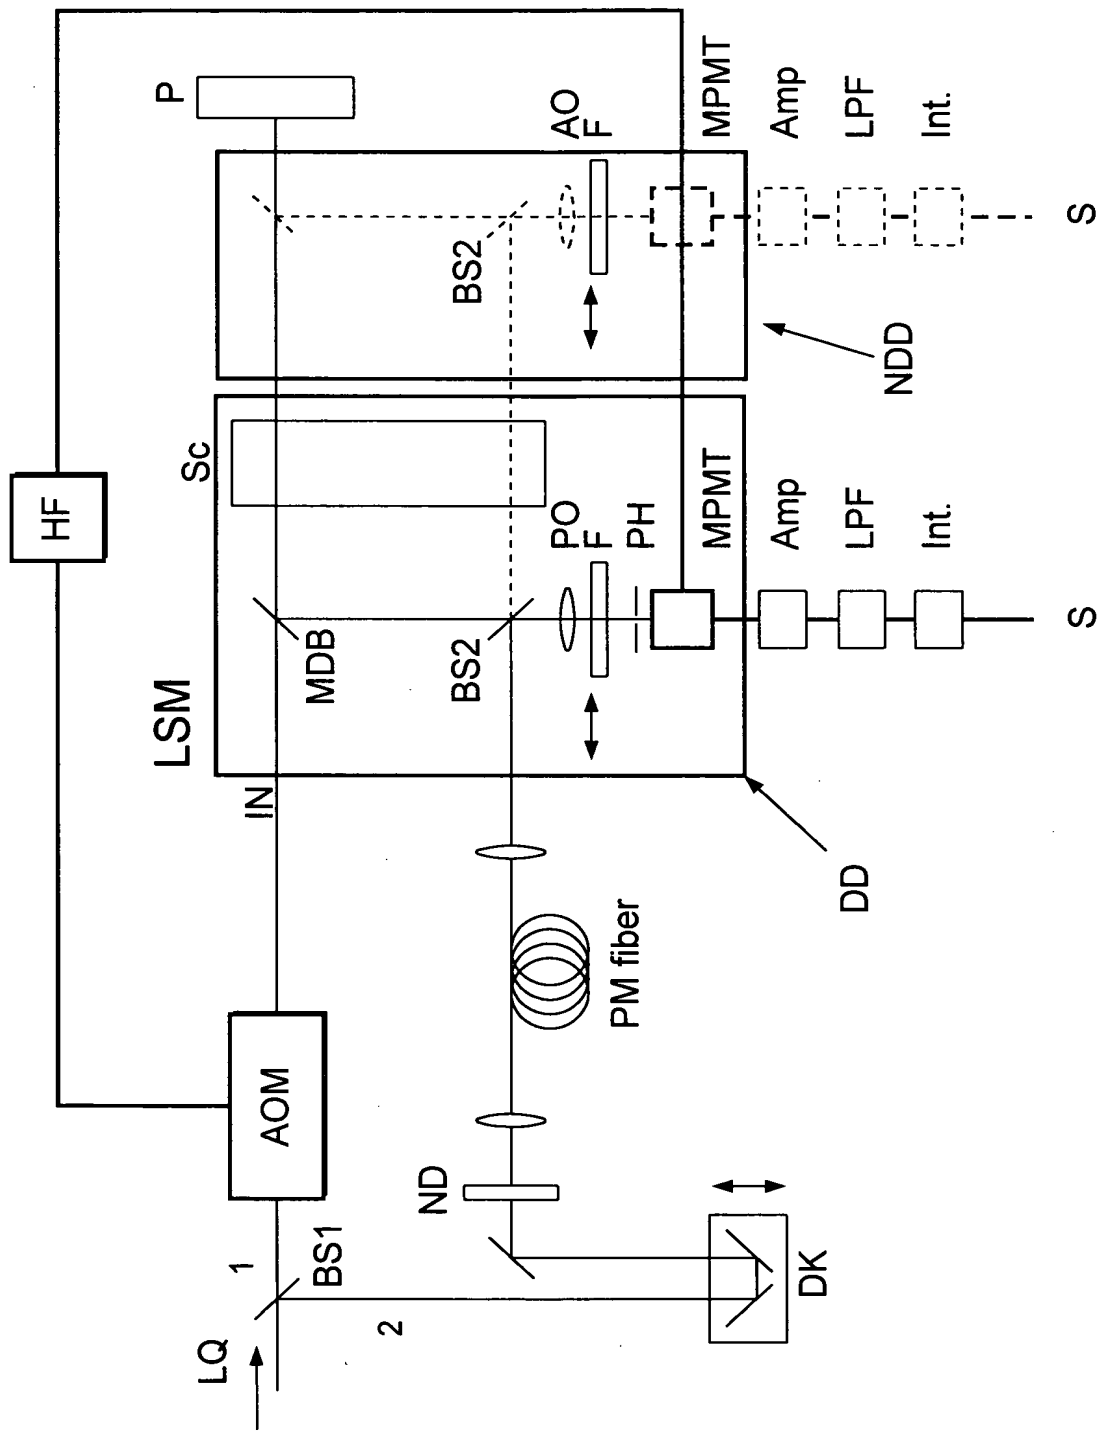 HF
LSM
P
Sc
AO
F
BS2
MPMT
Amp
LPF
Int.
S
NDD
IN
MDB
BS2
PO
F
PH
MPMT
Amp
LPF
Int.
S
DD
AOM
PM fiber
ND
1
BS1
2
LQ
DK